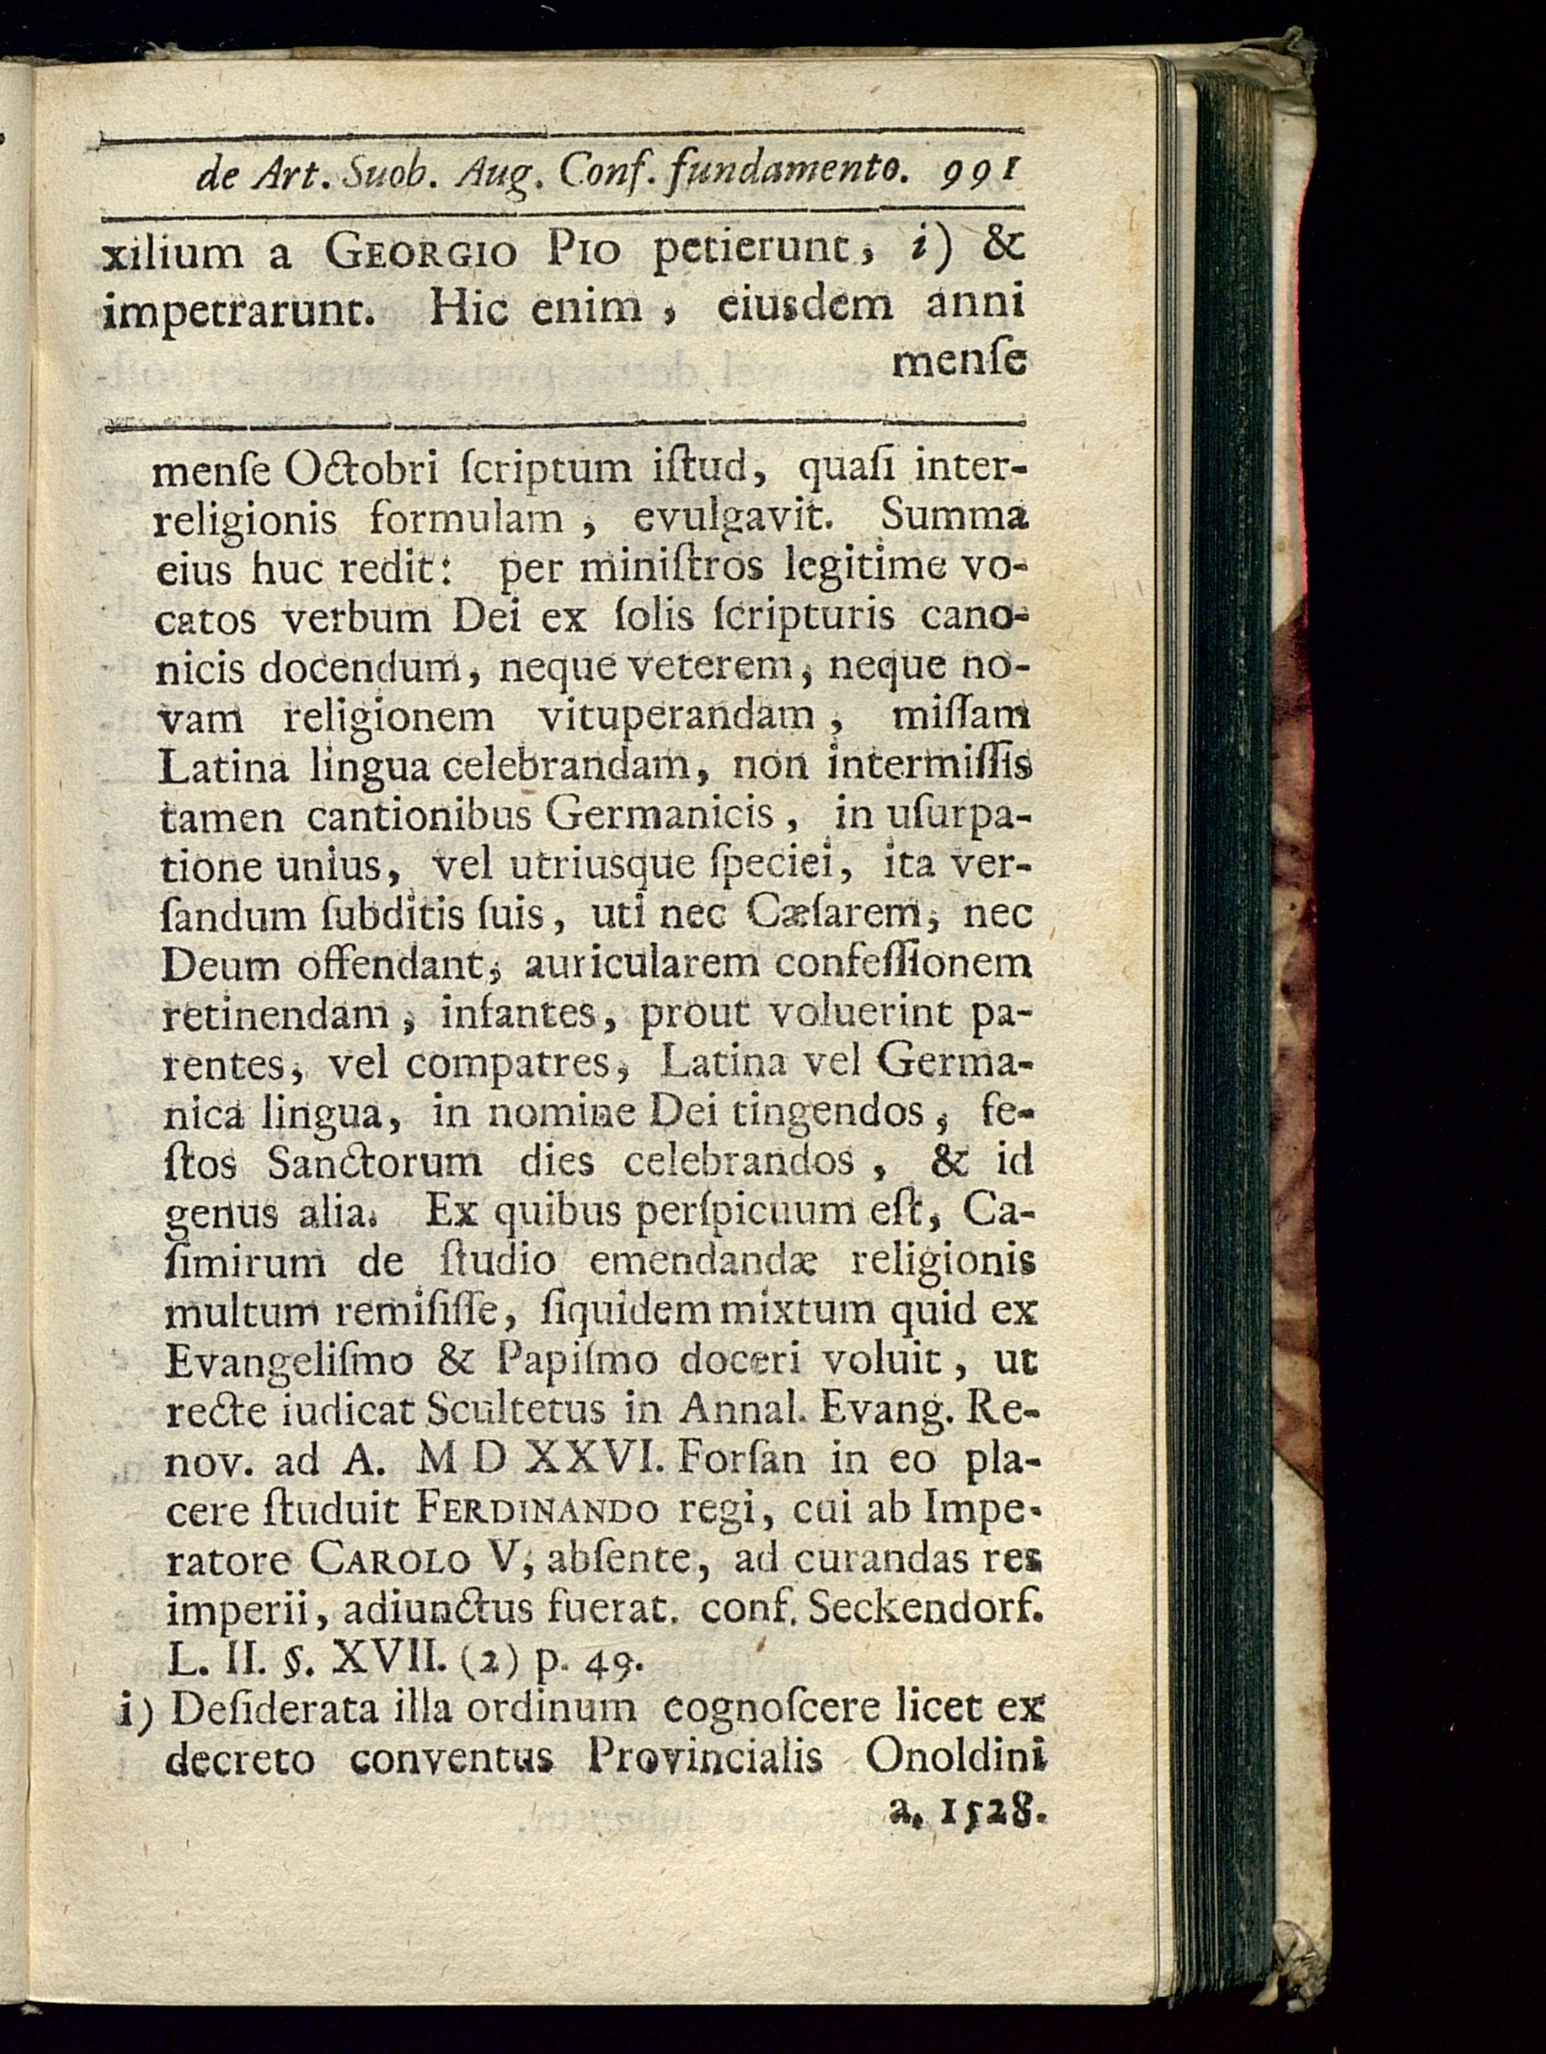 de Art. Suob. Aug. Conf. fundamento. 991
xilium a GEORGIO PIO petierunt, i) &
impetrarunt. Hic enim, eiusdem anni
menſe
menſe Octobri ſcriptum iſtud, quaſi inter-
religionis formulam, evulgavit. Summa
eius huc redit: per miniſtros legitime vo-
catos verbum Dei ex ſolis ſcripturis cano-
nicis docendum, neque veterem, neque no-
vam religionem vituperandam, miſſam
Latina lingua celebrandam, non intermiſſis
tamen cantionibus Germanicis, in uſurpa-
tione unius, vel utriusque ſpeciei, ita ver-
ſandum ſubditis ſuis, uti nec Cæſarem, nec
Deum offendant, auricularem confeſſionem
retinendam, infantes, prout voluerint pa-
rentes, vel compatres, Latina vel Germa-
nica lingua, in nomine Dei tingendos, fe-
ſtos Sanctorum dies celebrandos, & id
genus alia. Ex quibus perſpicuum eſt, Ca-
ſimirum de ſtudio emendandæ religionis
multum remiſiſſe, ſiquidem mixtum quid ex
Evangeliſmo & Papiſmo doceri voluit, ut
recte iudicat Scultetus in Annal. Evang. Re-
nov. ad A. M D XXVI. Forſan in eo pla-
cere ſtuduit FERDINANDO regi, cui ab Impe-
ratore CAROLO V, abſente, ad curandas res
imperii, adiunctus fuerat. conf. Seckendorf.
L. II. §. XVII. (2) p. 49.
i) Deſiderata illa ordinum cognoſcere licet ex
decreto conventus Provincialis Onoldini
a. 1528.